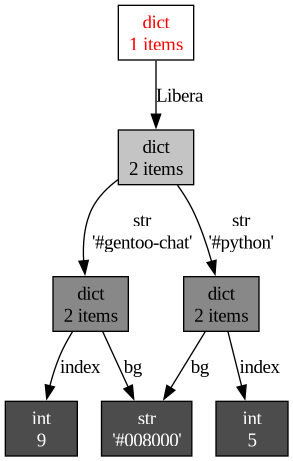 dict
1 items
Libera
dict
2 items
str
'#gentoo-chat'
str
'#python'
dict
2 items
dict
2 items
index
bg
bg
index
int
9
str
'#008000'
int
5